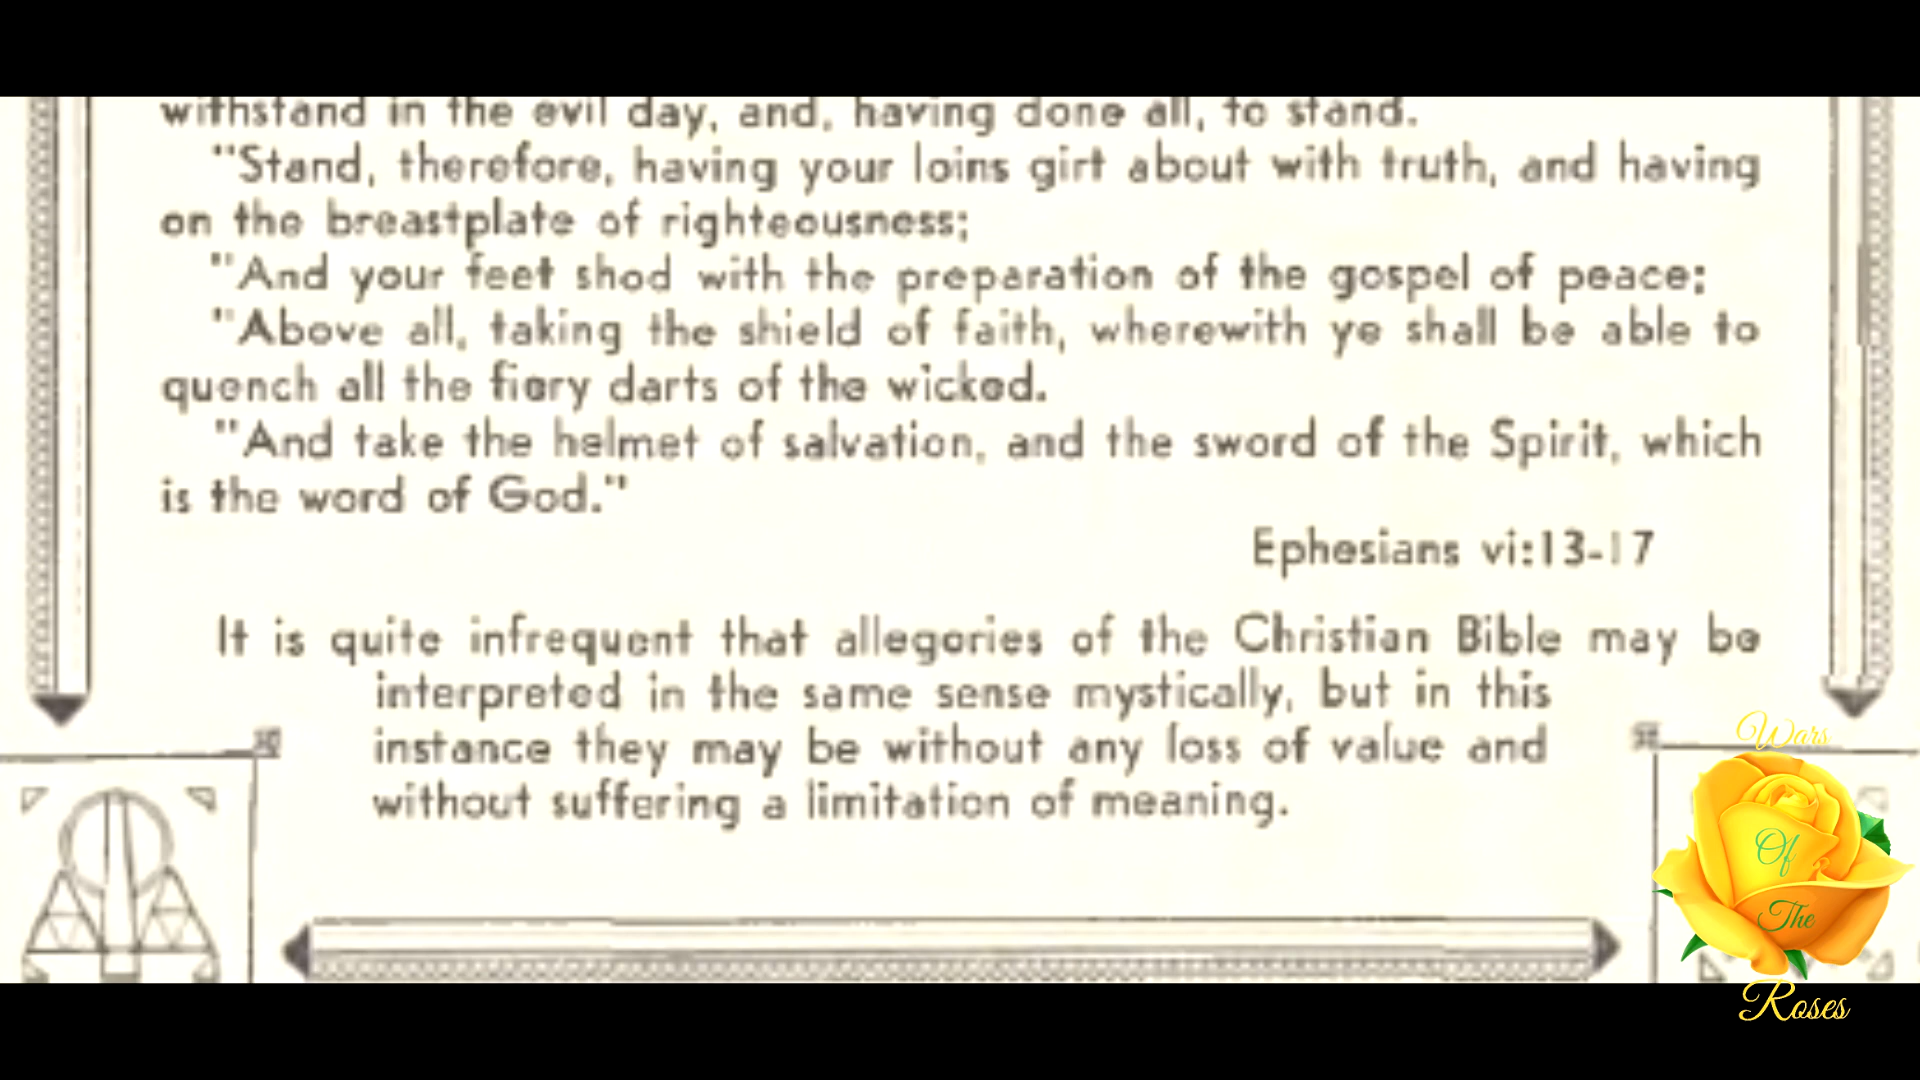 withstand in the evil day, and, having done all, to stand.
"Stand, therefore, having your loins girt about with truth, and having
on the breastplate of righteousness;
"And your feet shod with the preparation of the gospel of peace;
"Above all, taking the shield of faith, wherewith ye shall be able to
quench all the fiery darts of the wicked.
"And take the helmet of salvation, and the sword of the Spirit, which
is the word of God."
Ephesians vi:13-17
It is quite infrequent that allegories of the Christian Bible may be
interpreted in the same sense mystically, but in this
instance they may be without any loss of value and
without suffering a limitation of meaning.
Wars
Of
The
Roses